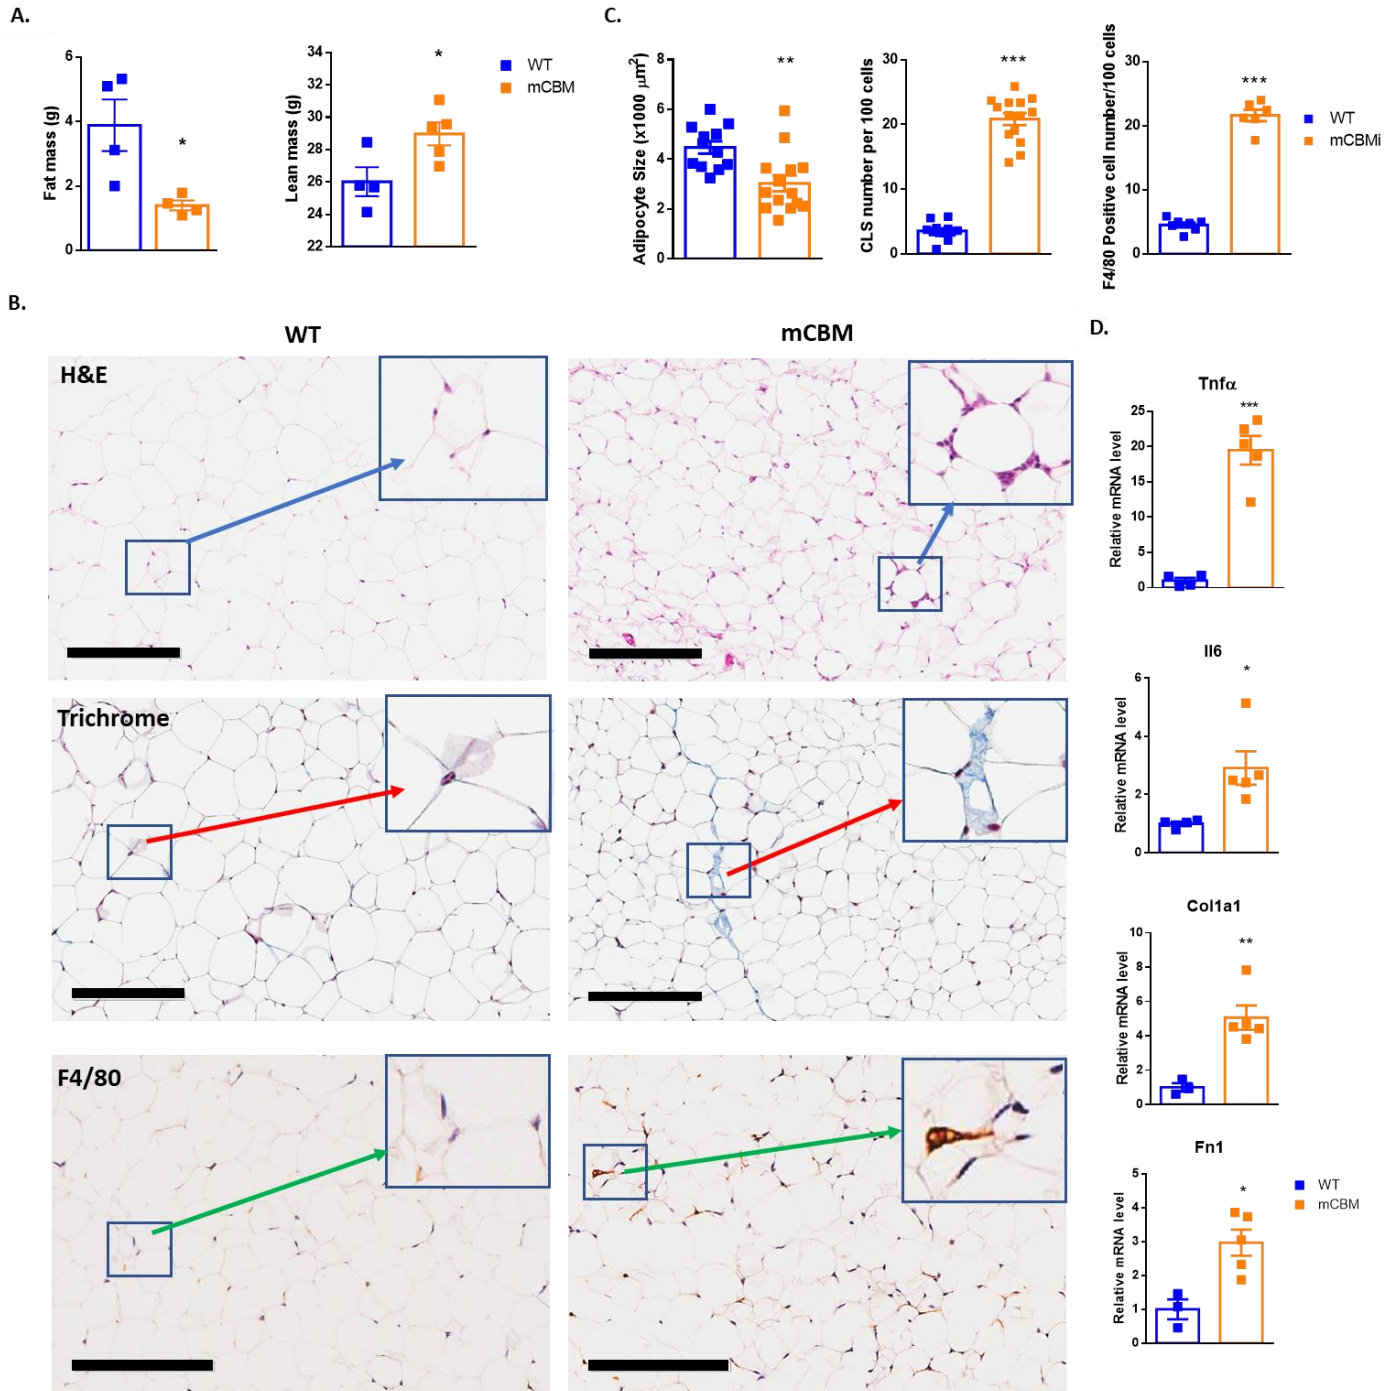 A.
Fat mass (g)
6
4
2
0
*
Lean mass (g)
34
32
30
28
26
24
22
*
WT
mCBM
C.
Adipocyte Size (x1000 µm²)
8
6
4
2
0
**
CLS number per 100 cells
30
20
10
0
***
F4/80 Positive cell number/100 cells
30
20
10
0
***
WT
mCBMi
B.
WT
mCBM
H&E
Trichrome
F4/80
D.
Tnfα
Relative mRNA level
25
20
15
10
5
0
***
Il6
Relative mRNA level
6
4
2
0
*
Col1a1
Relative mRNA level
10
8
6
4
2
0
**
Fn1
Relative mRNA level
5
4
3
2
1
0
*
WT
mCBM